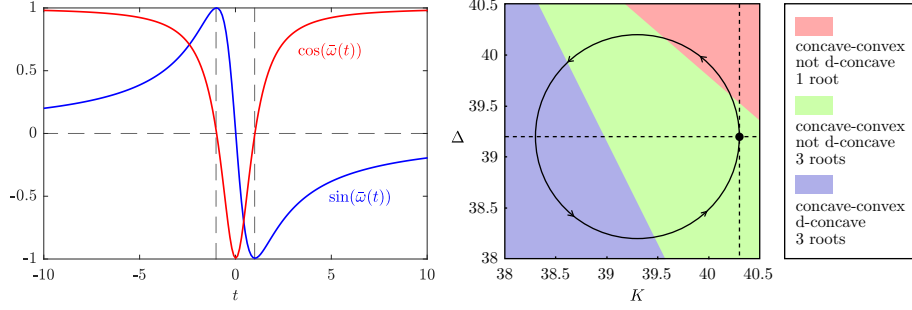 1
0.5
0
-0.5
-1
-10
-5
0
5
10
t
cos(ω̄(t))
sin(ω̄(t))
40.5
40
39.5
39
38.5
38
38
38.5
39
39.5
40
40.5
Δ
K
concave-convex
not d-concave
1 root
concave-convex
not d-concave
3 roots
concave-convex
d-concave
3 roots